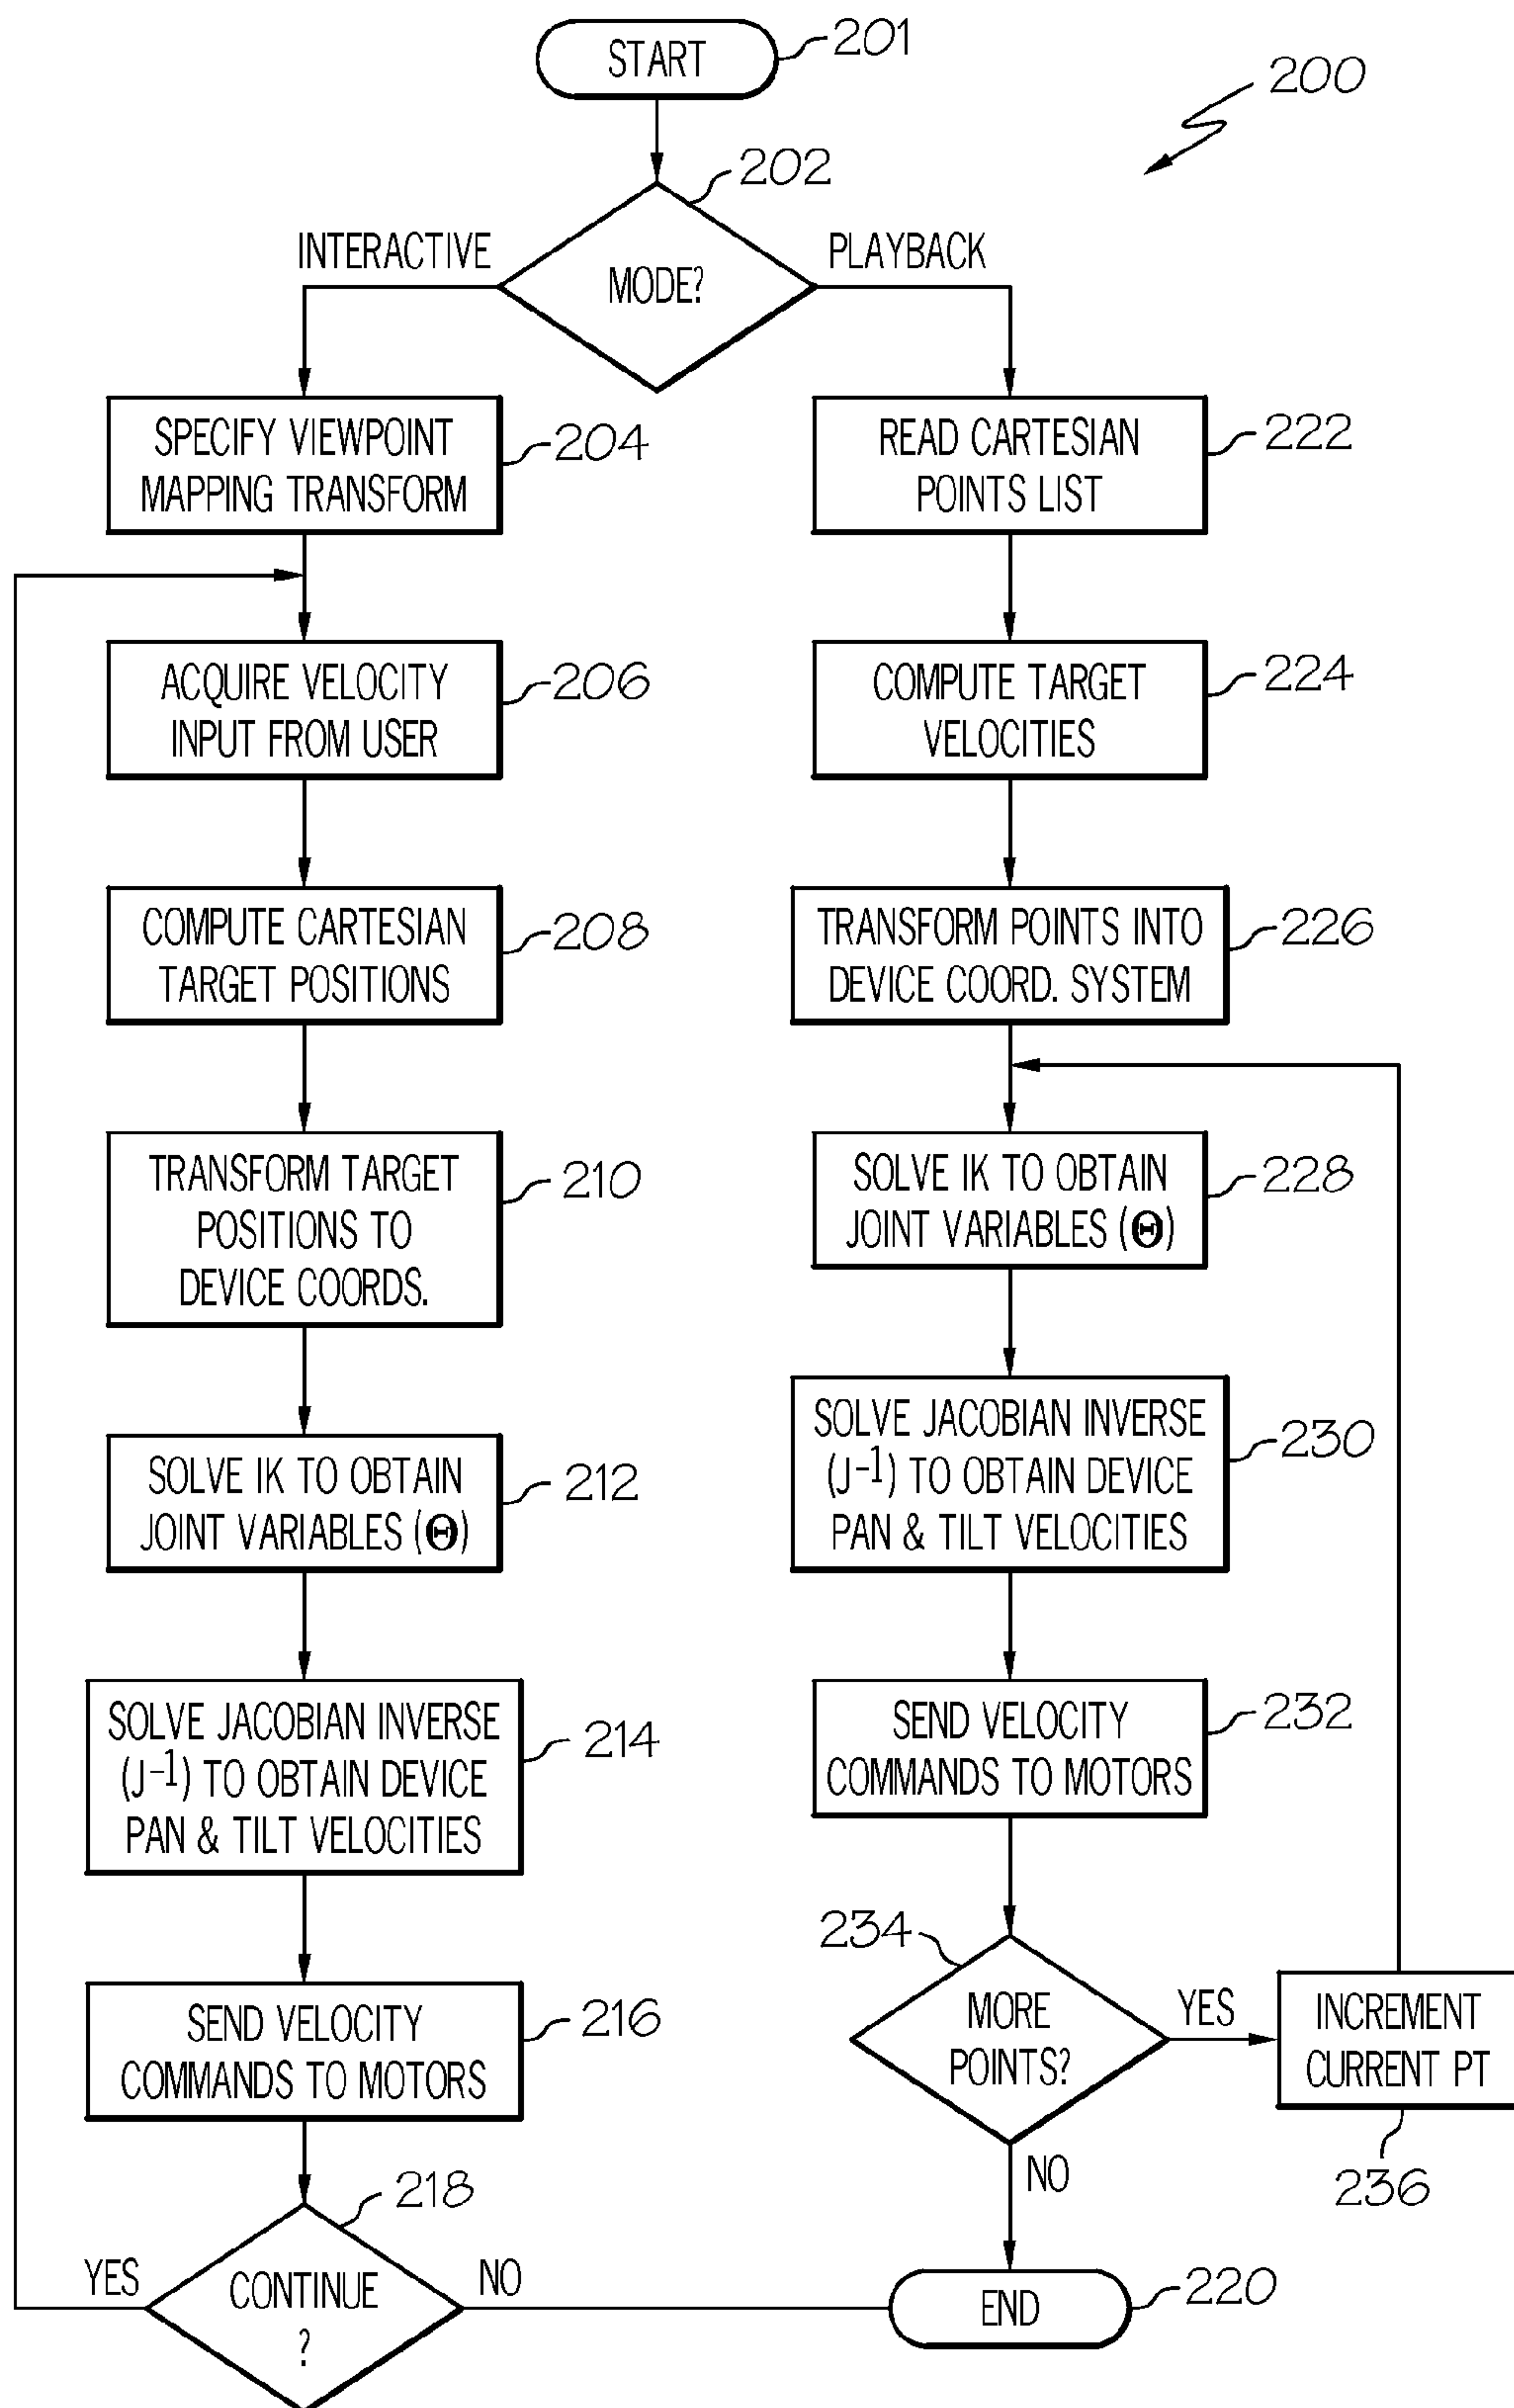 START
201
200
202
INTERACTIVE
MODE?
PLAYBACK
SPECIFY VIEWPOINT
MAPPING TRANSFORM
204
ACQUIRE VELOCITY
INPUT FROM USER
206
COMPUTE CARTESIAN
TARGET POSITIONS
208
TRANSFORM TARGET
POSITIONS TO
DEVICE COORDS.
210
SOLVE IK TO OBTAIN
JOINT VARIABLES (Θ)
212
SOLVE JACOBIAN INVERSE
(J-1) TO OBTAIN DEVICE
PAN & TILT VELOCITIES
214
SEND VELOCITY
COMMANDS TO MOTORS
216
218
YES
CONTINUE
?
NO
READ CARTESIAN
POINTS LIST
222
COMPUTE TARGET
VELOCITIES
224
TRANSFORM POINTS INTO
DEVICE COORD. SYSTEM
226
SOLVE IK TO OBTAIN
JOINT VARIABLES (Θ)
228
SOLVE JACOBIAN INVERSE
(J-1) TO OBTAIN DEVICE
PAN & TILT VELOCITIES
230
SEND VELOCITY
COMMANDS TO MOTORS
232
234
MORE
POINTS?
YES
INCREMENT
CURRENT PT
236
NO
END
220